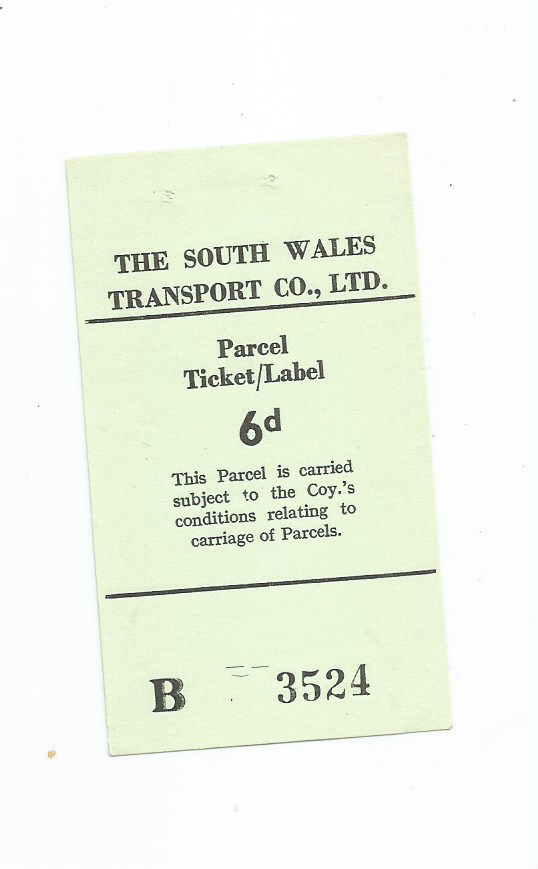 THE SOUTH WALES
TRANSPORT CO., LTD.
Parcel
Ticket/Label
6d
This Parcel is carried
subject to the Coy.'s
conditions relating to
carriage of Parcels.
B 3524